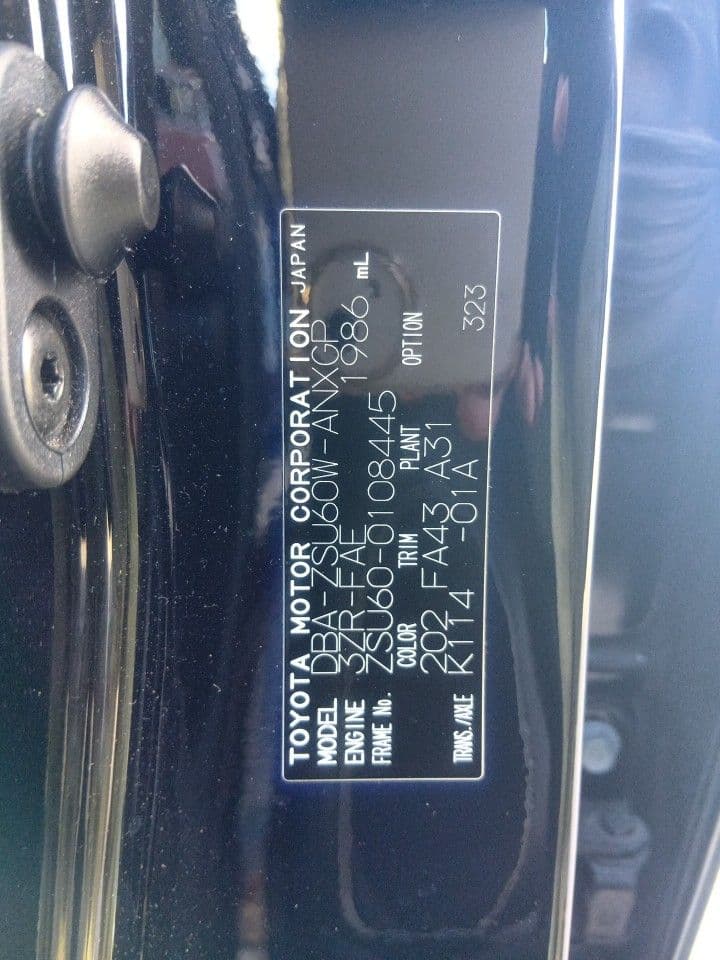 TOYOTA MOTOR CORPORATION JAPAN
MODEL DBA-ZSU60W-ANXGP
ENGINE 3ZR-FAE 1986 mL
FRAME No. ZSU60-0108445
COLOR TRIM PLANT OPTION
202 FA43 A31
TRANS./AXLE K114 -01A 323